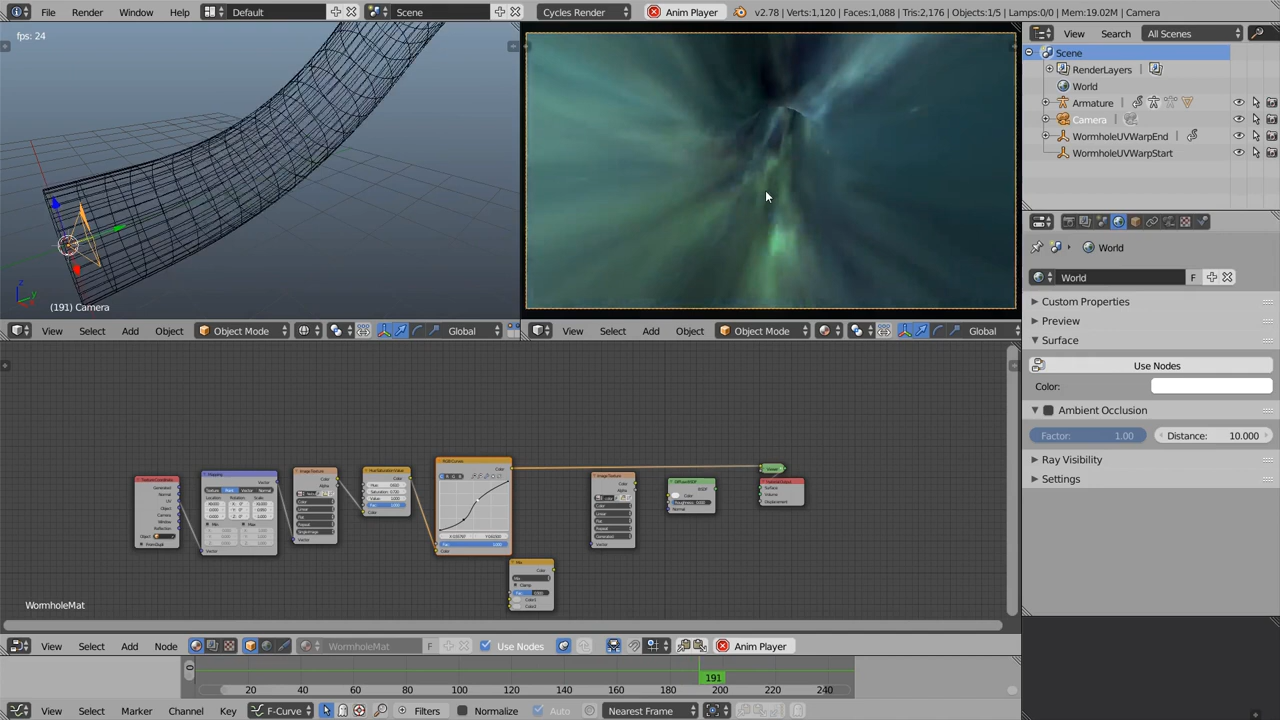 File Render Window Help Default Scene Cycles Render Anim Player v2.78 | Verts:1,120 | Faces:1,088 | Tris:2,176 | Objects:1/5 | Lamps:0/0 | Mem:19.02M | Camera
fps: 24
(191) Camera
View Select Add Object Object Mode Global
View Select Add Object Object Mode Global
View Search All Scenes
Scene
RenderLayers
World
Armature
Camera
WormholeUVWarpEnd
WormholeUVWarpStart
World
World F
Custom Properties
Preview
Surface
Use Nodes
Color:
Ambient Occlusion
Factor: 1.00 Distance: 10.000
Ray Visibility
Settings
WormholeMat
View Select Add Node WormholeMat F Use Nodes Anim Player
191
20 40 60 80 100 120 140 160 180 200 220 240
View Select Marker Channel Key F-Curve Filters Normalize Auto Nearest Frame